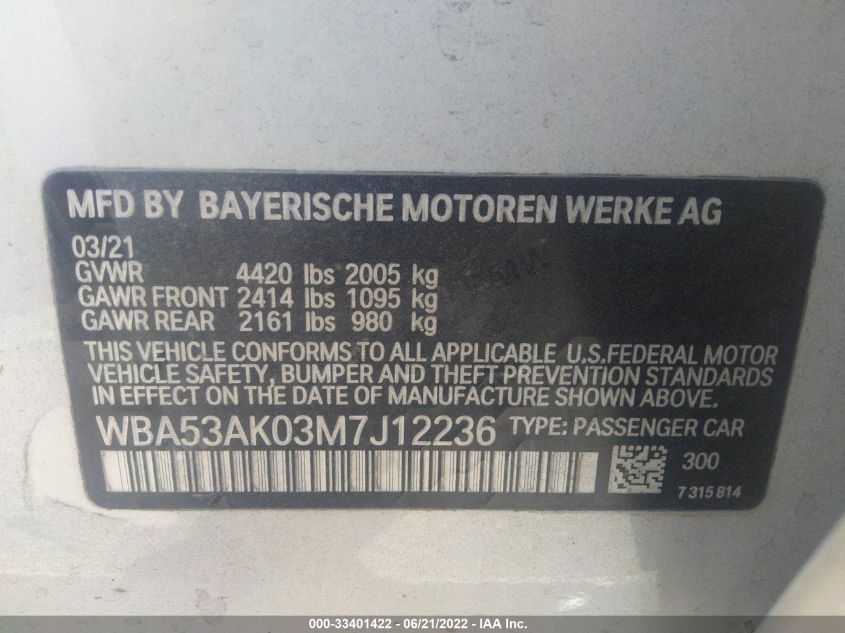 MFD BY BAYERISCHE MOTOREN WERKE AG
03/21
GVWR 4420 lbs 2005 kg
GAWR FRONT 2414 lbs 1095 kg
GAWR REAR 2161 lbs 980 kg
THIS VEHICLE CONFORMS TO ALL APPLICABLE U.S.FEDERAL MOTOR
VEHICLE SAFETY, BUMPER AND THEFT PREVENTION STANDARDS
IN EFFECT ON THE DATE OF MANUFACTURE SHOWN ABOVE.
WBA53AK03M7J12236 TYPE: PASSENGER CAR
300
7 315 814
000-33401422 - 06/21/2022 - IAA Inc.